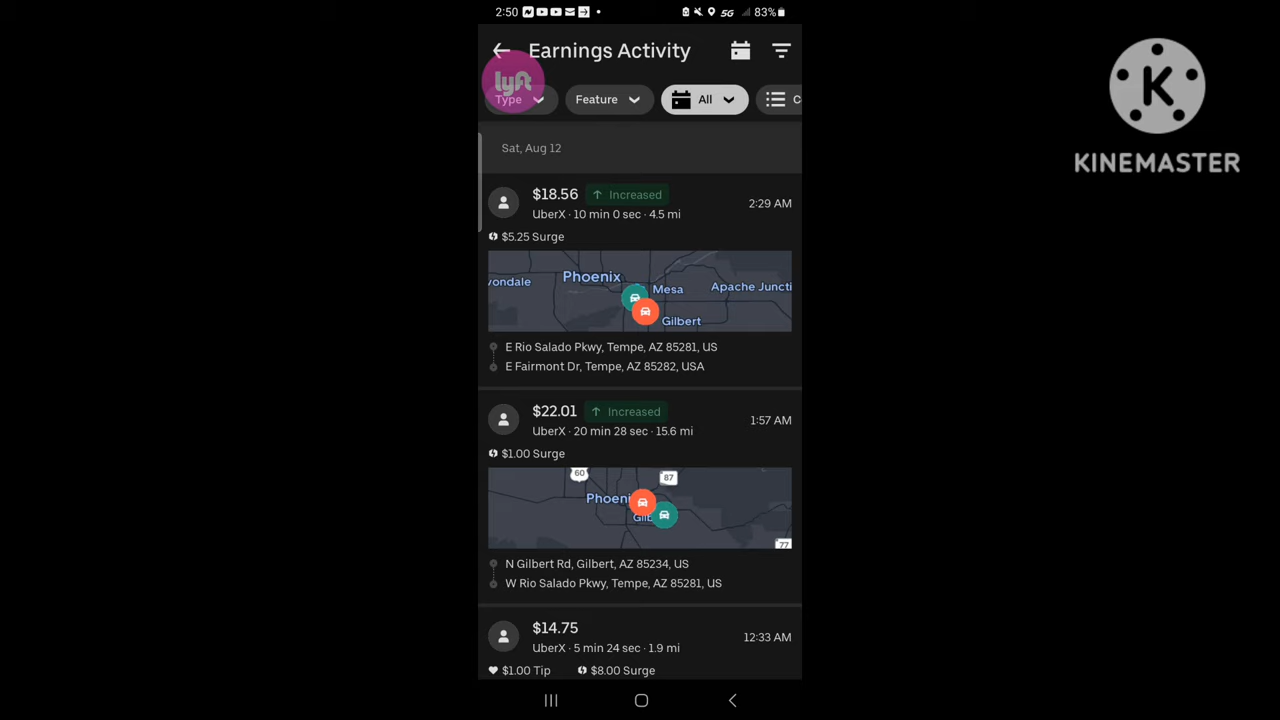 2:50
5G
83%
Earnings Activity
lyft
Type
Feature
All
C
Sat, Aug 12
$18.56
Increased
UberX · 10 min 0 sec · 4.5 mi
2:29 AM
$5.25 Surge
Phoenix
vondale
Mesa
Apache Juncti
Gilbert
E Rio Salado Pkwy, Tempe, AZ 85281, US
E Fairmont Dr, Tempe, AZ 85282, USA
$22.01
Increased
UberX · 20 min 28 sec · 15.6 mi
1:57 AM
$1.00 Surge
60
87
Phoeni
Gilb
77
N Gilbert Rd, Gilbert, AZ 85234, US
W Rio Salado Pkwy, Tempe, AZ 85281, US
$14.75
UberX · 5 min 24 sec · 1.9 mi
12:33 AM
$1.00 Tip
$8.00 Surge
K
KINEMASTER